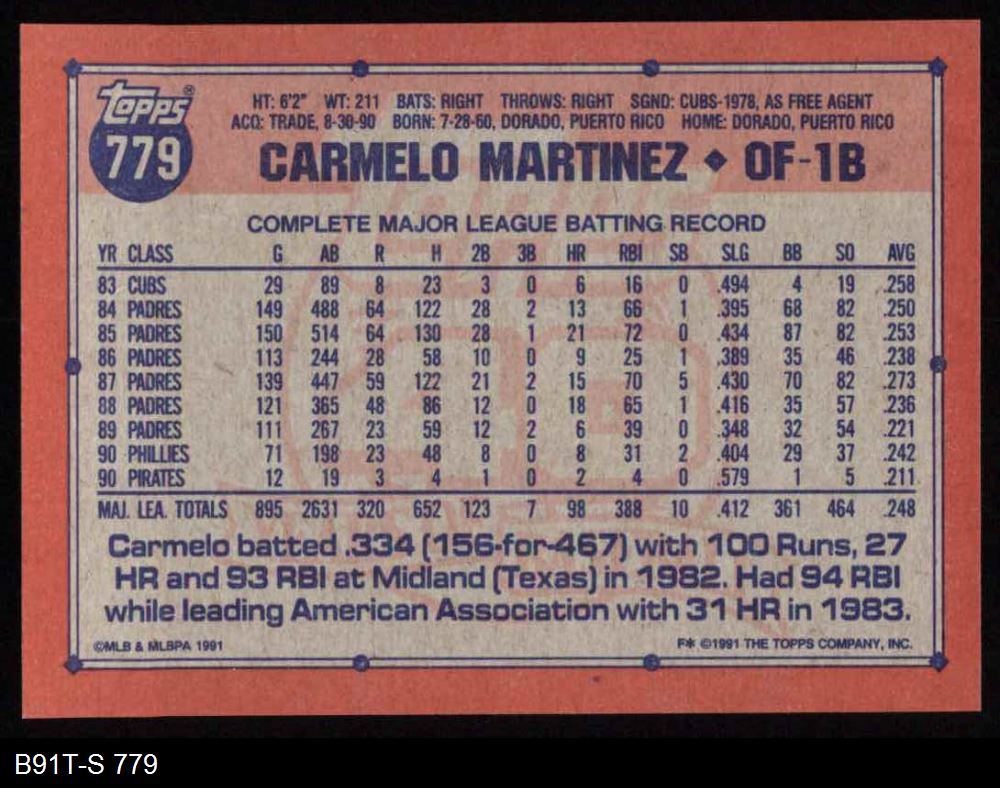 Topps®
779
HT: 6'2" WT: 211 BATS: RIGHT THROWS: RIGHT SGND: CUBS-1978, AS FREE AGENT
ACQ: TRADE, 8-30-90 BORN: 7-28-60, DORADO, PUERTO RICO HOME: DORADO, PUERTO RICO
CARMELO MARTINEZ ◆ OF-1B
COMPLETE MAJOR LEAGUE BATTING RECORD
YR CLASS G AB R H 2B 3B HR RBI SB SLG BB SO AVG
83 CUBS 29 89 8 23 3 0 6 16 0 .494 4 19 .258
84 PADRES 149 488 64 122 28 2 13 66 1 .395 68 82 .250
85 PADRES 150 514 64 130 28 1 21 72 0 .434 87 82 .253
86 PADRES 113 244 28 58 10 0 9 25 1 .389 35 46 .238
87 PADRES 139 447 59 122 21 2 15 70 5 .430 70 82 .273
88 PADRES 121 365 48 86 12 0 18 65 1 .416 35 57 .236
89 PADRES 111 267 23 59 12 2 6 39 0 .348 32 54 .221
90 PHILLIES 71 198 23 48 8 0 8 31 2 .404 29 37 .242
90 PIRATES 12 19 3 4 1 0 2 4 0 .579 1 5 .211
MAJ. LEA. TOTALS 895 2631 320 652 123 7 98 388 10 .412 361 464 .248
Carmelo batted .334 (156-for-467) with 100 Runs, 27
HR and 93 RBI at Midland (Texas) in 1982. Had 94 RBI
while leading American Association with 31 HR in 1983.
©MLB & MLBPA 1991 F* ©1991 THE TOPPS COMPANY, INC.
B91T-S 779